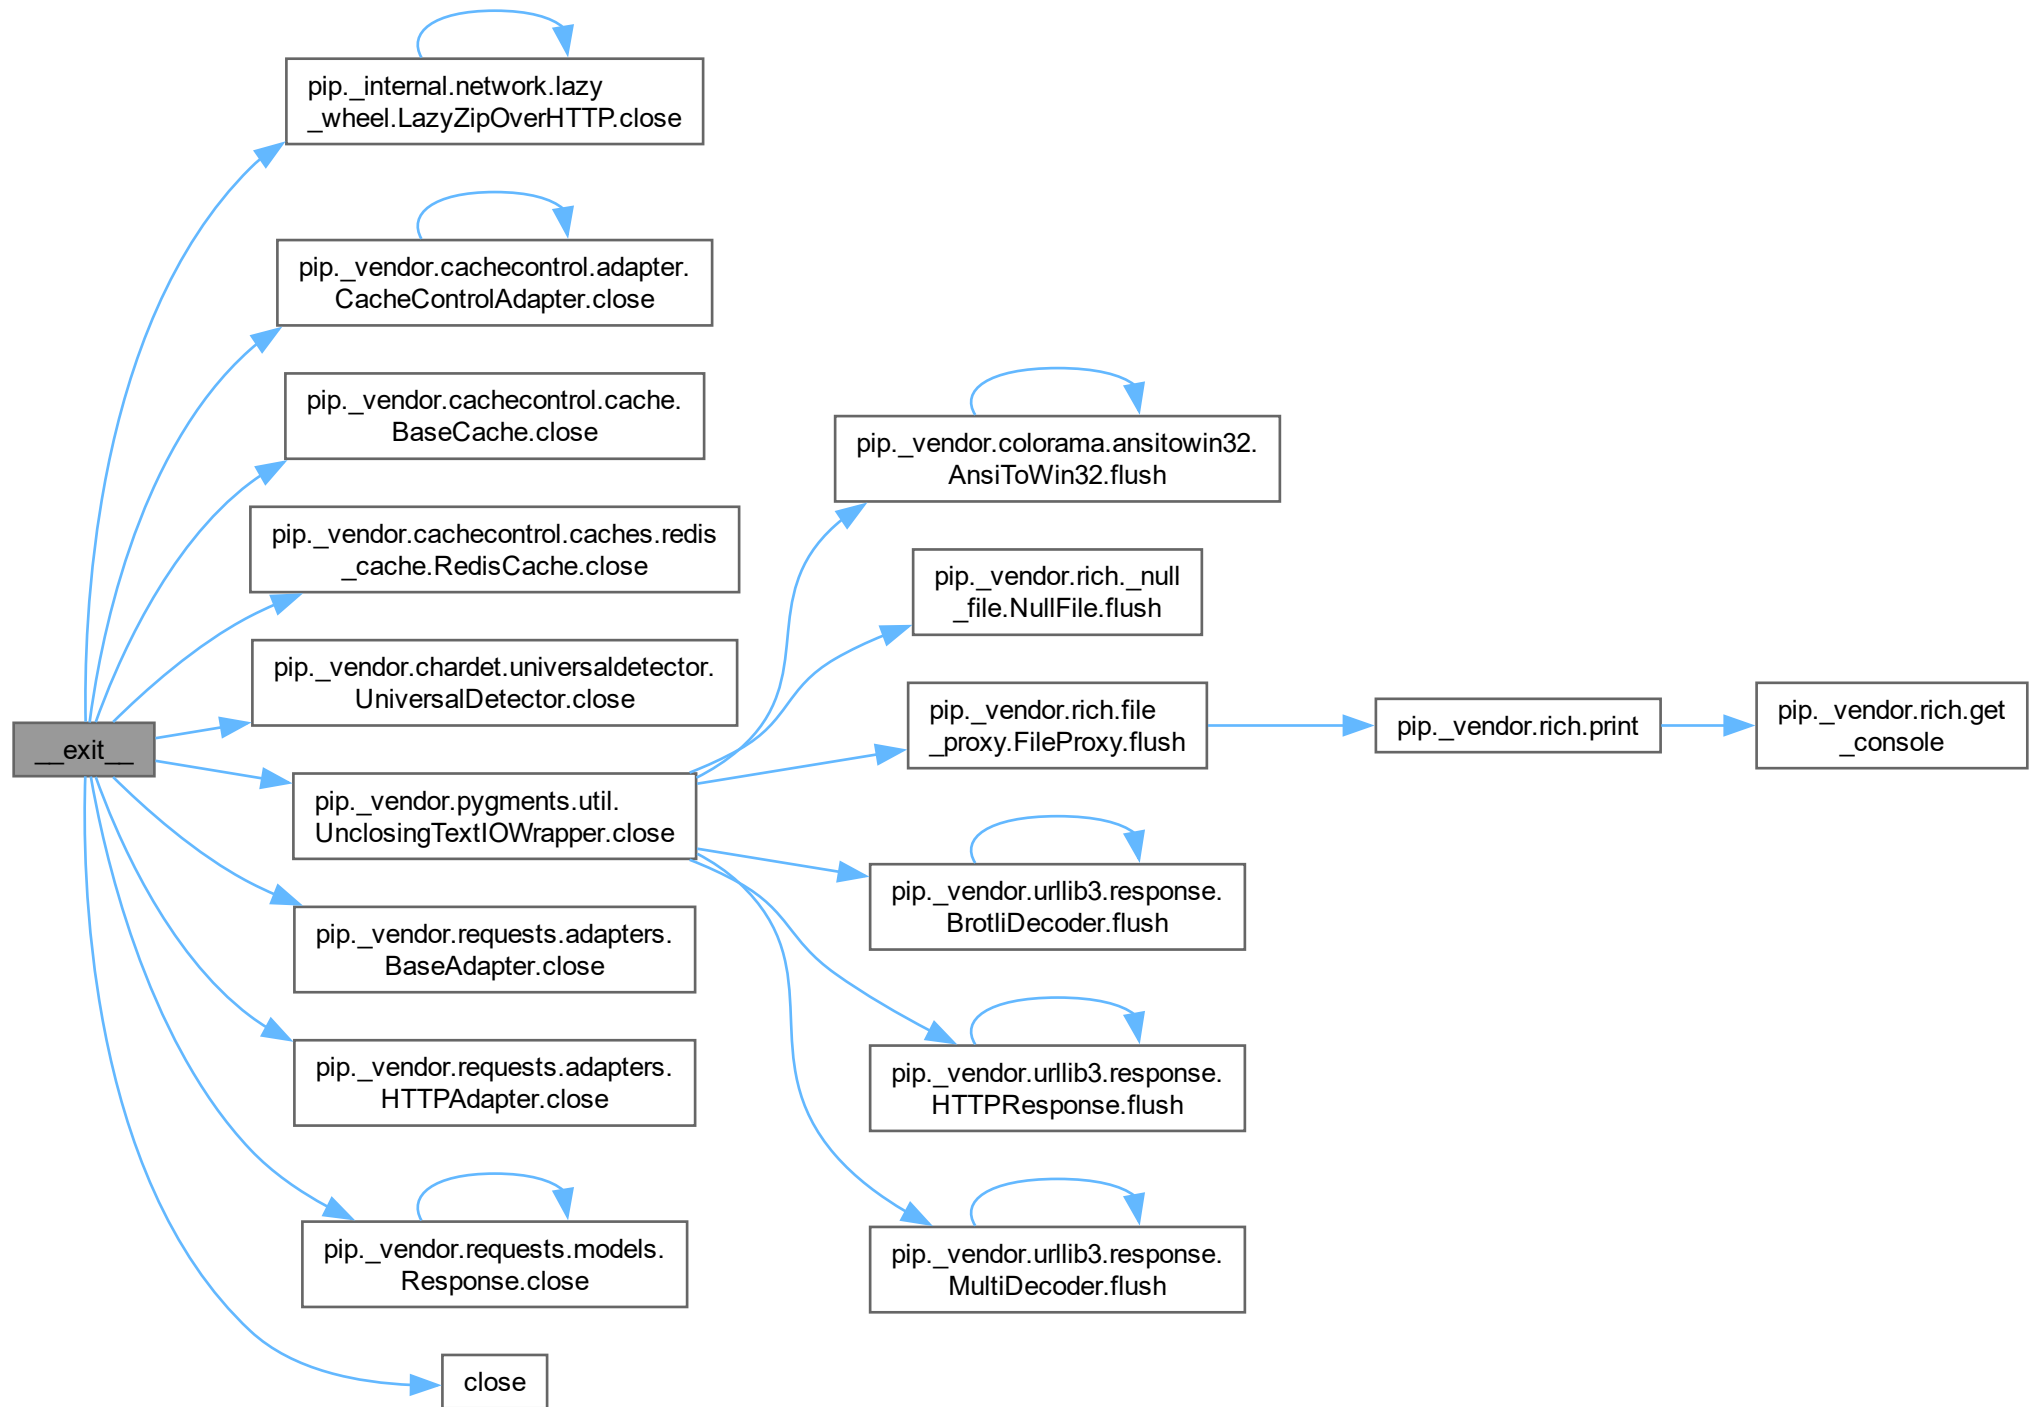 pip._internal.network.lazy
_wheel.LazyZipOverHTTP.close
pip._vendor.cachecontrol.adapter.
CacheControlAdapter.close
pip._vendor.cachecontrol.cache.
BaseCache.close
pip._vendor.cachecontrol.caches.redis
_cache.RedisCache.close
pip._vendor.chardet.universaldetector.
UniversalDetector.close
__exit__
pip._vendor.pygments.util.
UnclosingTextIOWrapper.close
pip._vendor.requests.adapters.
BaseAdapter.close
pip._vendor.requests.adapters.
HTTPAdapter.close
pip._vendor.requests.models.
Response.close
close
pip._vendor.colorama.ansitowin32.
AnsiToWin32.flush
pip._vendor.rich._null
_file.NullFile.flush
pip._vendor.rich.file
_proxy.FileProxy.flush
pip._vendor.urllib3.response.
BrotliDecoder.flush
pip._vendor.urllib3.response.
HTTPResponse.flush
pip._vendor.urllib3.response.
MultiDecoder.flush
pip._vendor.rich.print
pip._vendor.rich.get
_console